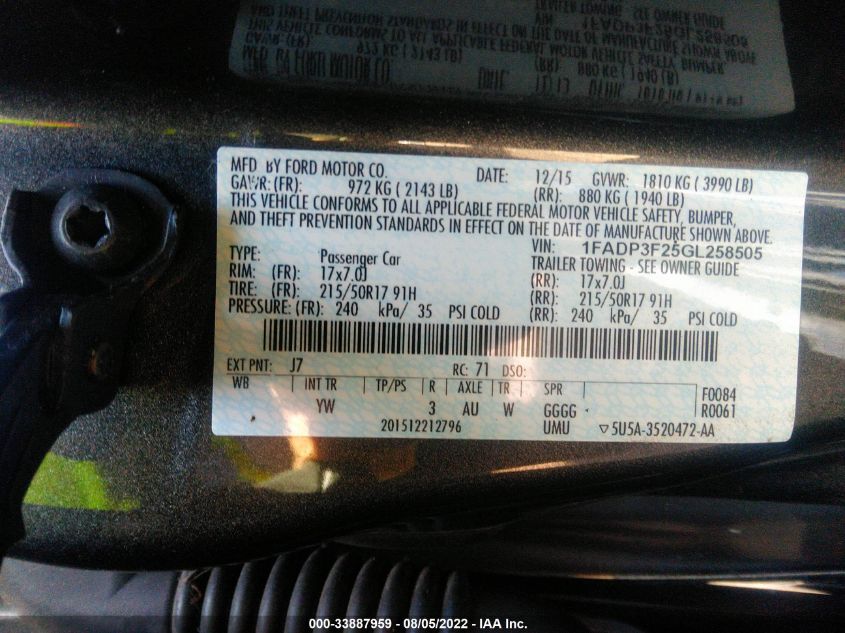 MFD BY FORD MOTOR CO. DATE: 12/15 GVWR: 1810 KG ( 3990 LB)
GAWR: (FR): 972 KG ( 2143 LB) (RR): 880 KG ( 1940 LB)
THIS VEHICLE CONFORMS TO ALL APPLICABLE FEDERAL MOTOR VEHICLE SAFETY, BUMPER,
AND THEFT PREVENTION STANDARDS IN EFFECT ON THE DATE OF MANUFACTURE SHOWN ABOVE.
VIN: 1FADP3F25GL258505
TYPE: Passenger Car TRAILER TOWING - SEE OWNER GUIDE
RIM: (FR): 17x7.0J (RR): 17x7.0J
TIRE: (FR): 215/50R17 91H (RR): 215/50R17 91H
PRESSURE: (FR): 240 kPa/ 35 PSI COLD (RR): 240 kPa/ 35 PSI COLD
EXT PNT: J7 RC: 71 DSO:
WB INT TR TP/PS R AXLE TR SPR F0084
YW 3 AU W GGGG R0061
201512212796 UMU ▽5U5A-3520472-AA
000-33887959 - 08/05/2022 - IAA Inc.